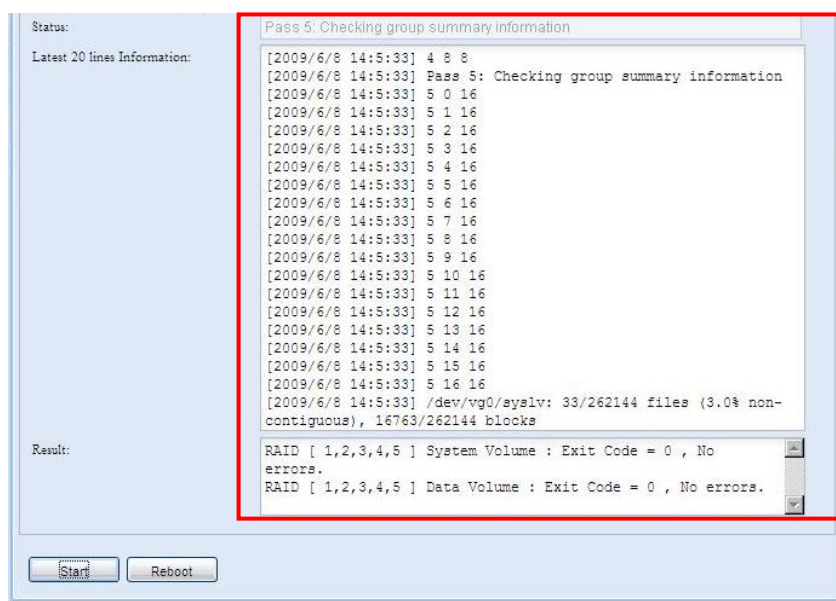 Status:
Pass 5: Checking group summary information
Latest 20 lines Information:
[2009/6/8 14:5:33] 4 8 8
[2009/6/8 14:5:33] Pass 5: Checking group summary information
[2009/6/8 14:5:33] 5 0 16
[2009/6/8 14:5:33] 5 1 16
[2009/6/8 14:5:33] 5 2 16
[2009/6/8 14:5:33] 5 3 16
[2009/6/8 14:5:33] 5 4 16
[2009/6/8 14:5:33] 5 5 16
[2009/6/8 14:5:33] 5 6 16
[2009/6/8 14:5:33] 5 7 16
[2009/6/8 14:5:33] 5 8 16
[2009/6/8 14:5:33] 5 9 16
[2009/6/8 14:5:33] 5 10 16
[2009/6/8 14:5:33] 5 11 16
[2009/6/8 14:5:33] 5 12 16
[2009/6/8 14:5:33] 5 13 16
[2009/6/8 14:5:33] 5 14 16
[2009/6/8 14:5:33] 5 15 16
[2009/6/8 14:5:33] 5 16 16
[2009/6/8 14:5:33] /dev/vg0/syslv: 33/262144 files (3.0% non-
contiguous), 16763/262144 blocks
Result:
RAID [ 1,2,3,4,5 ] System Volume : Exit Code = 0 , No
errors.
RAID [ 1,2,3,4,5 ] Data Volume : Exit Code = 0 , No errors.
Start
Reboot